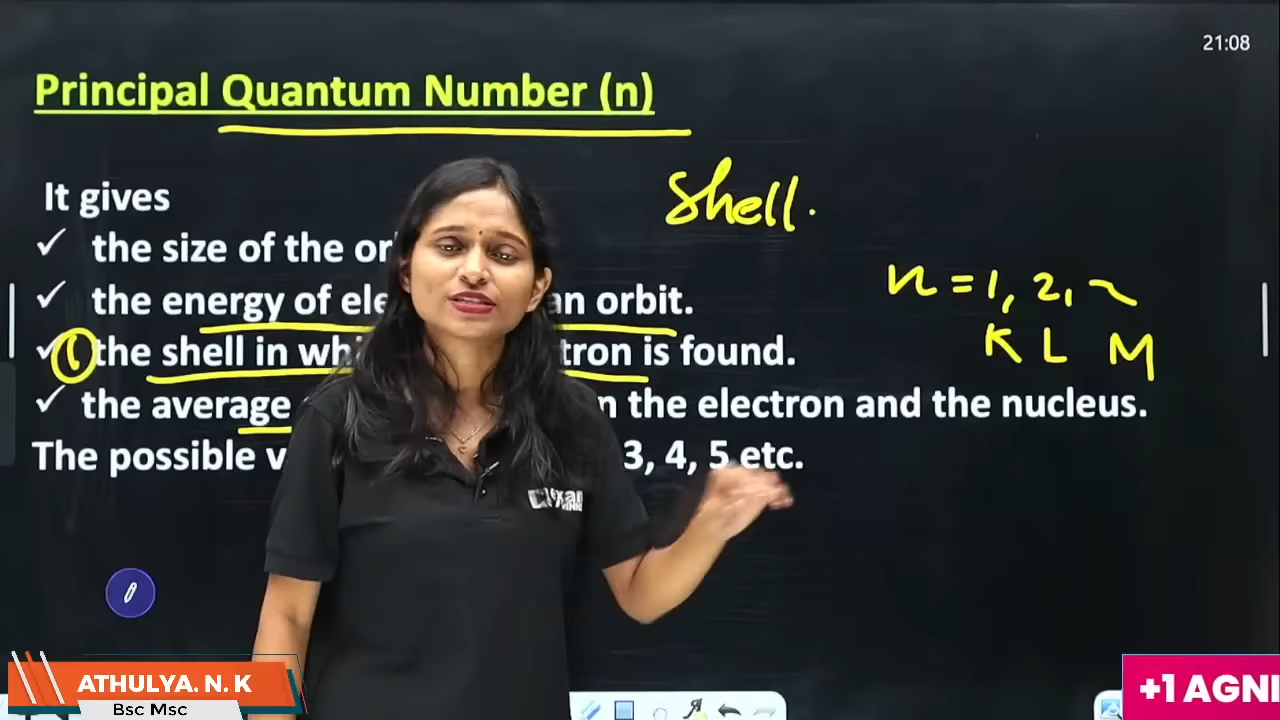 21:08
Principal Quantum Number (n)
Shell.
It gives
✓ the size of the or
✓ the energy of ele an orbit.
✓ the shell in whi tron is found.
✓ the average n the electron and the nucleus.
The possible v 3, 4, 5 etc.
n = 1, 2,
K L M
exam
ATHULYA. N. K
Bsc Msc
+1 AGNI